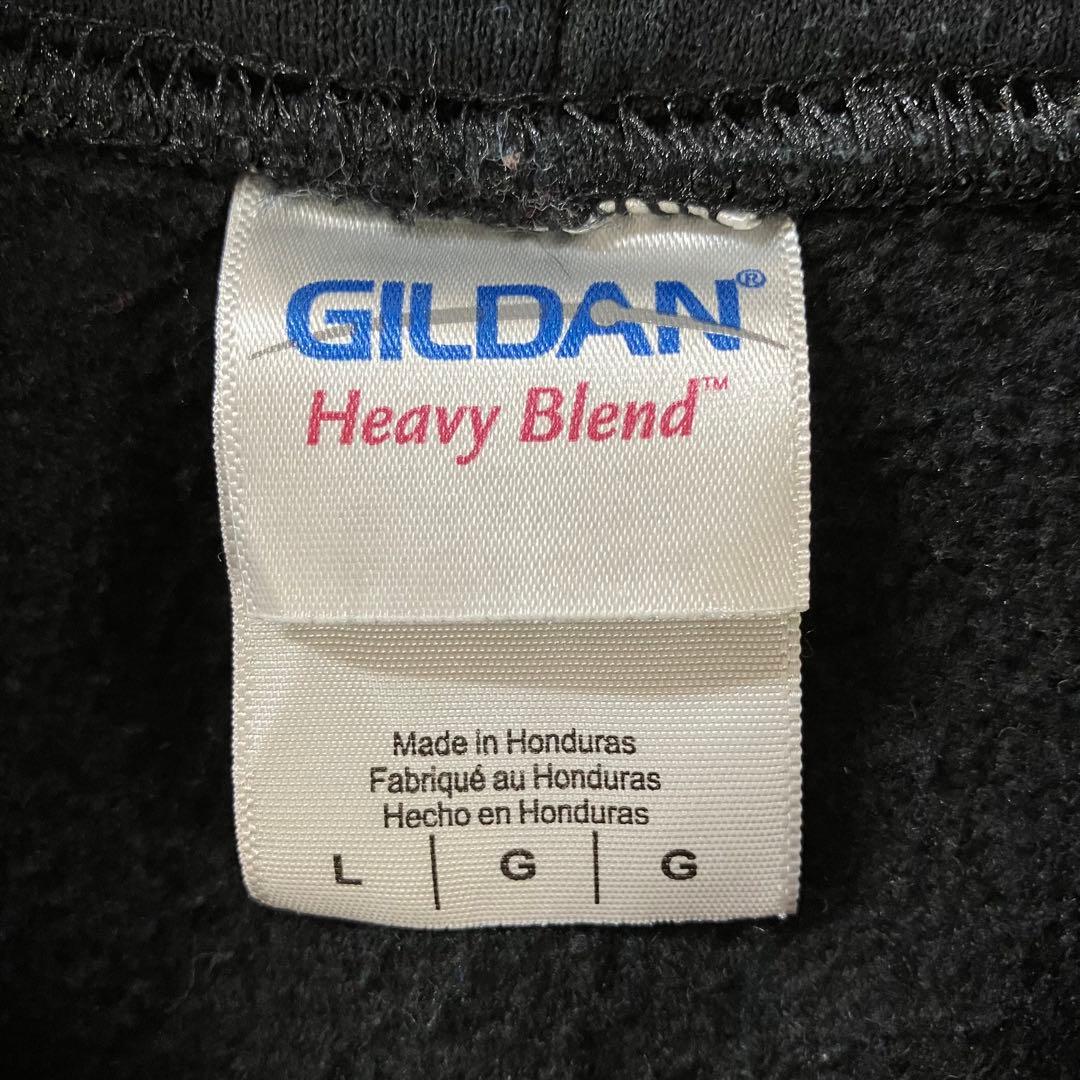 GILDAN®
Heavy Blend™
Made in Honduras
Fabriqué au Honduras
Hecho en Honduras
L | G | G